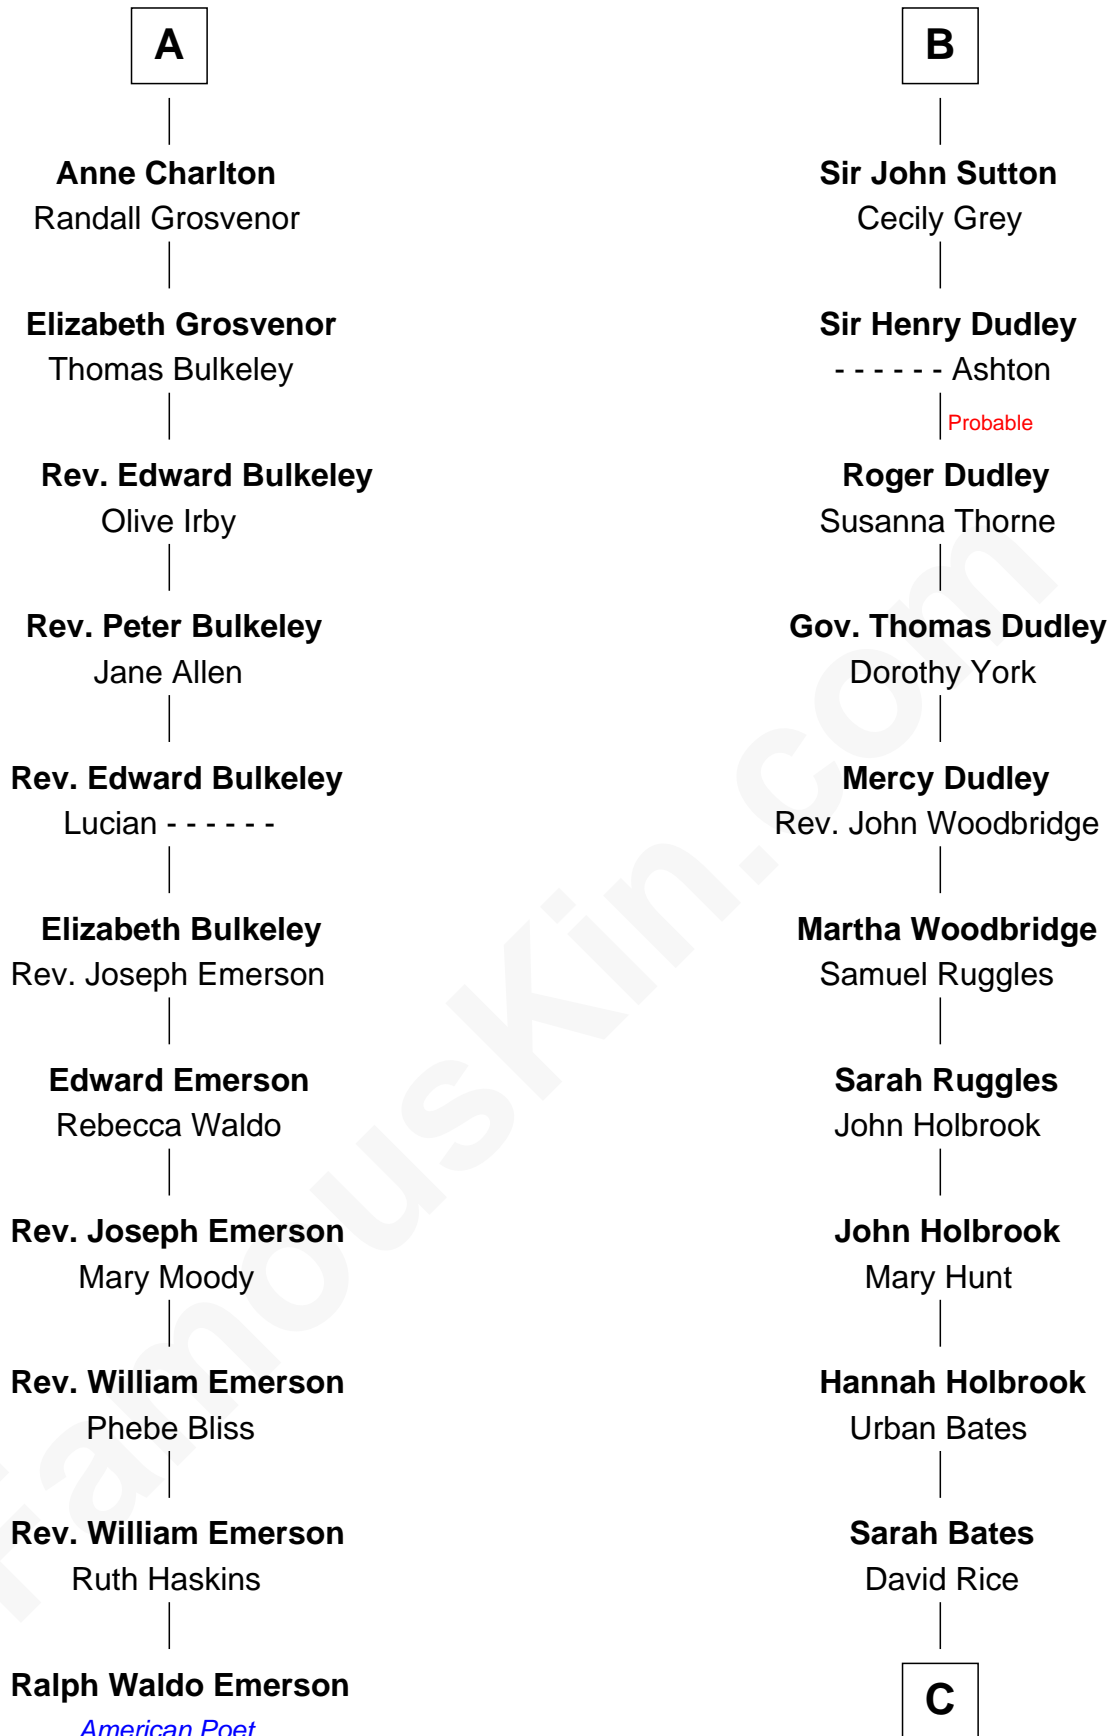 A
Anne Charlton
Randall Grosvenor
Elizabeth Grosvenor
Thomas Bulkeley
Rev. Edward Bulkeley
Olive Irby
Rev. Peter Bulkeley
Jane Allen
Rev. Edward Bulkeley
Lucian - - - - - -
Elizabeth Bulkeley
Rev. Joseph Emerson
Edward Emerson
Rebecca Waldo
Rev. Joseph Emerson
Mary Moody
Rev. William Emerson
Phebe Bliss
Rev. William Emerson
Ruth Haskins
Ralph Waldo Emerson
American Poet
B
Sir John Sutton
Cecily Grey
Sir Henry Dudley
- - - - - - Ashton
Probable
Roger Dudley
Susanna Thorne
Gov. Thomas Dudley
Dorothy York
Mercy Dudley
Rev. John Woodbridge
Martha Woodbridge
Samuel Ruggles
Sarah Ruggles
John Holbrook
John Holbrook
Mary Hunt
Hannah Holbrook
Urban Bates
Sarah Bates
David Rice
C
FamousKin.com